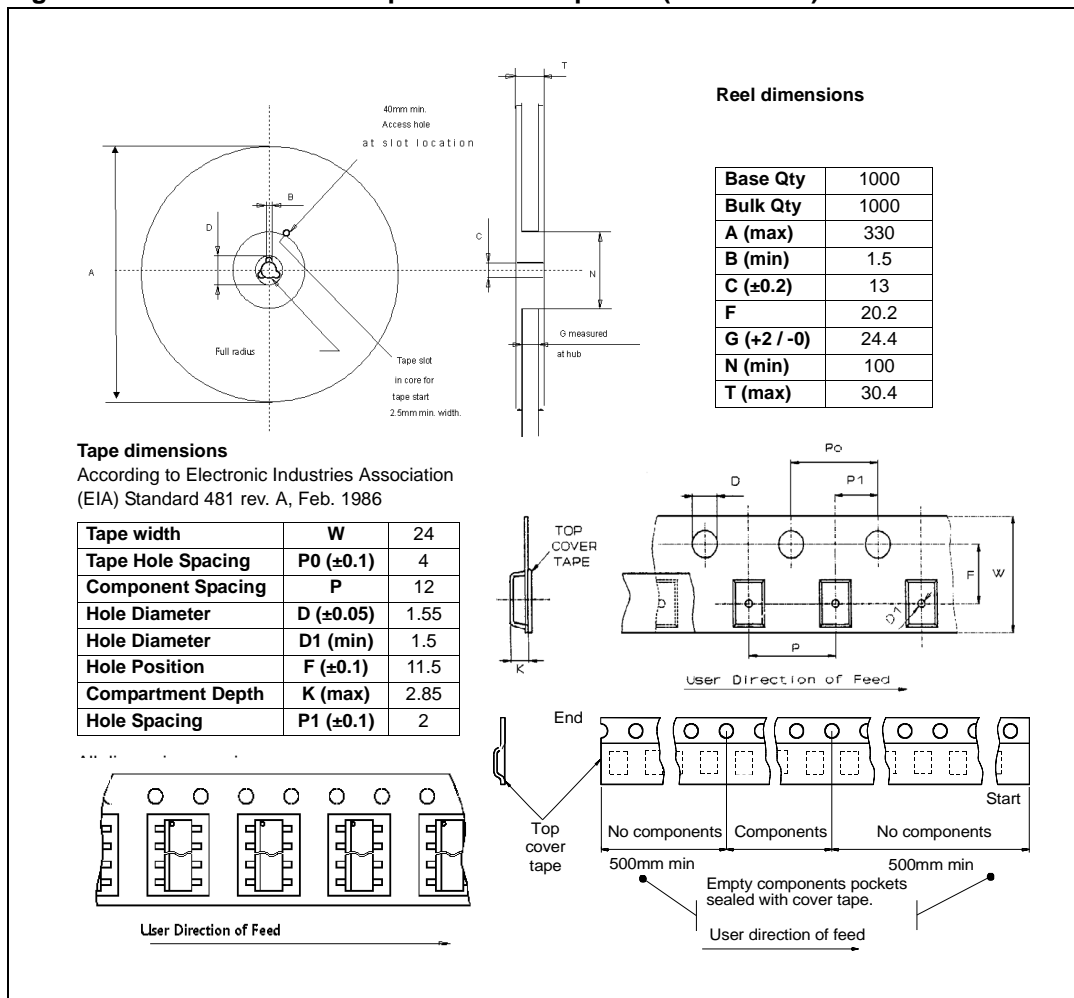 T
40mm min.
Access hole
at slot location
B
D
A
C
N
Full radius
Tape slot
in core for
tape start
2.5mm min. width.
G measured
at hub
Reel dimensions
Base Qty 1000
Bulk Qty 1000
A (max) 330
B (min) 1.5
C (±0.2) 13
F 20.2
G (+2 / -0) 24.4
N (min) 100
T (max) 30.4
Tape dimensions
According to Electronic Industries Association
(EIA) Standard 481 rev. A, Feb. 1986
Tape width W 24
Tape Hole Spacing P0 (±0.1) 4
Component Spacing P 12
Hole Diameter D (±0.05) 1.55
Hole Diameter D1 (min) 1.5
Hole Position F (±0.1) 11.5
Compartment Depth K (max) 2.85
Hole Spacing P1 (±0.1) 2
TOP
COVER
TAPE
K
Po
D
P1
F
W
D1
P
User Direction of Feed
End
Start
Top
cover
tape
No components
Components
No components
500mm min
500mm min
Empty components pockets
sealed with cover tape.
User direction of feed
User Direction of Feed